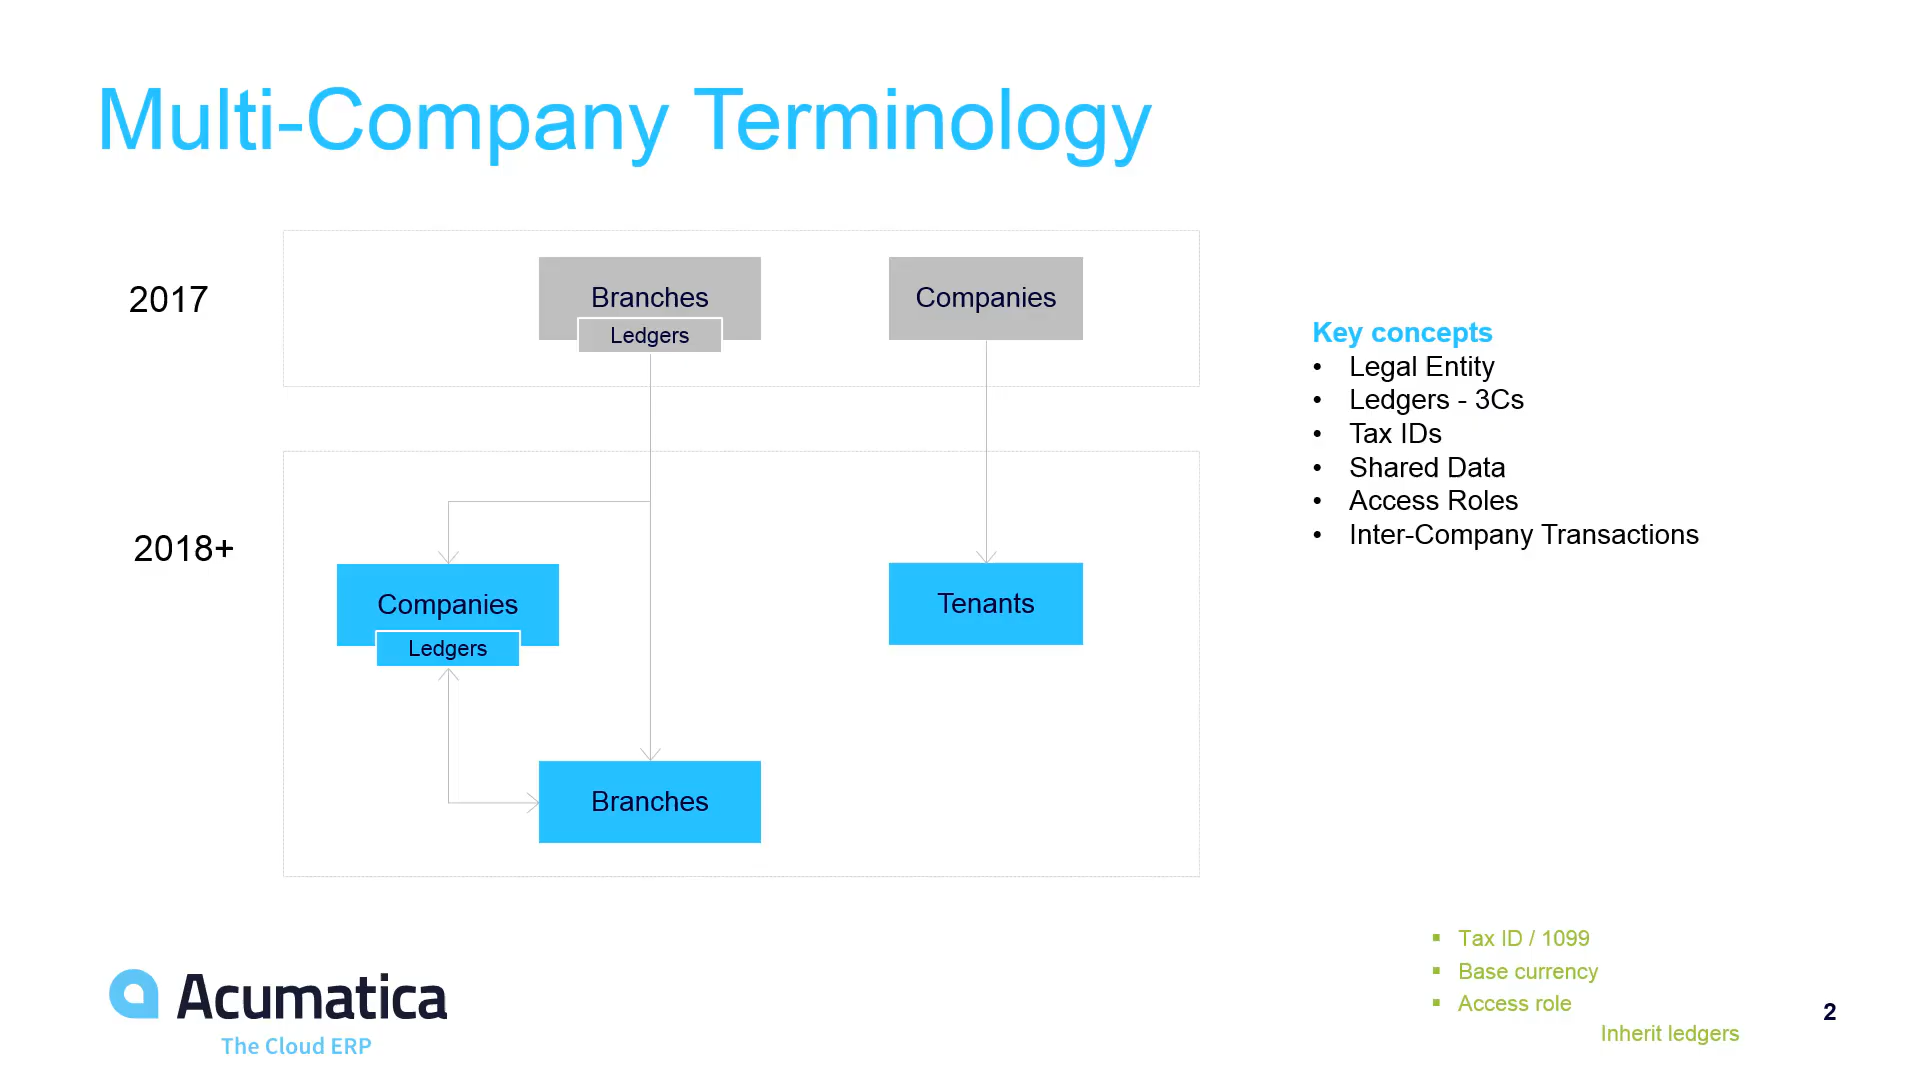 Multi-Company Terminology
2017
Branches
Ledgers
Companies
2018+
Companies
Ledgers
Tenants
Branches
Key concepts
• Legal Entity
• Ledgers - 3Cs
• Tax IDs
• Shared Data
• Access Roles
• Inter-Company Transactions
▪ Tax ID / 1099
▪ Base currency
▪ Access role
Inherit ledgers
Acumatica
The Cloud ERP
2